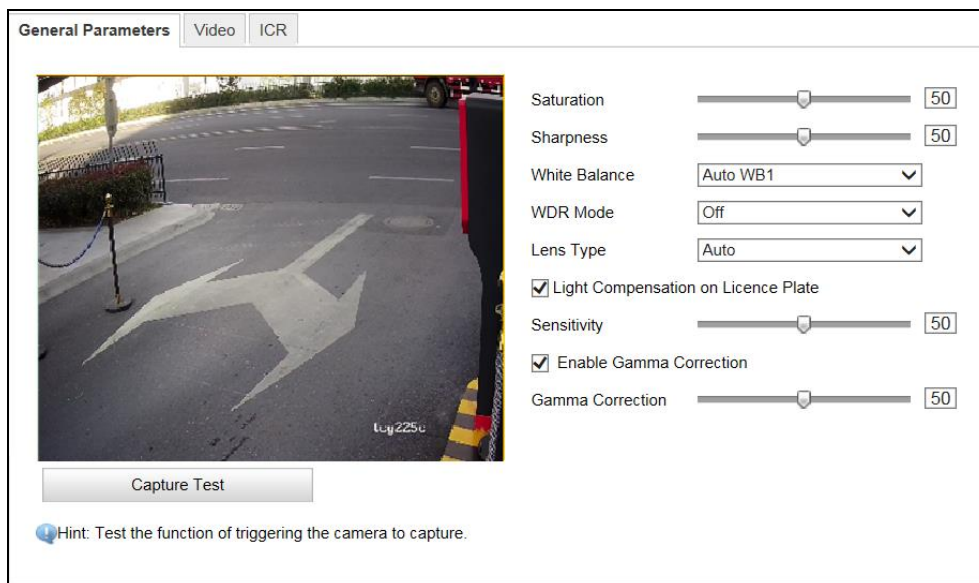 General Parameters Video ICR
Saturation 50
Sharpness 50
White Balance Auto WB1
WDR Mode Off
Lens Type Auto
Light Compensation on Licence Plate
Sensitivity 50
Enable Gamma Correction
Gamma Correction 50
Capture Test
Hint: Test the function of triggering the camera to capture.